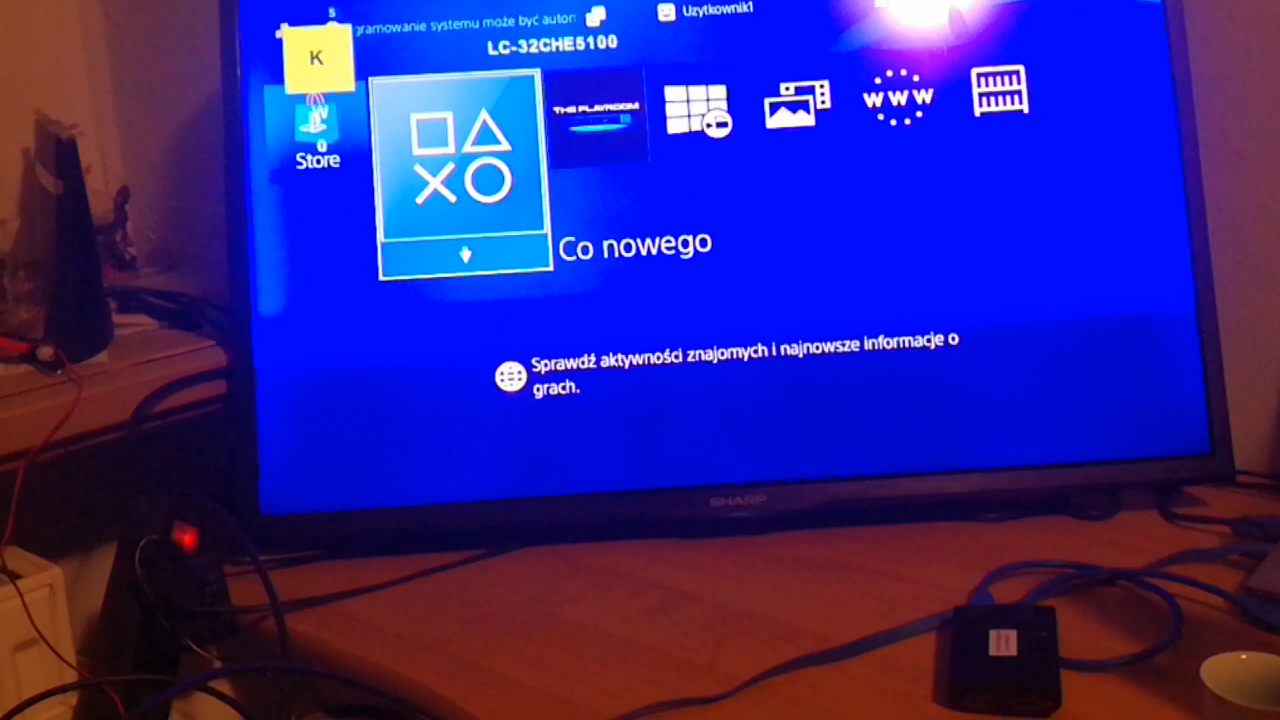 s
gramowanie systemu może być autor
Użytkownik1
K
LC-32CHE5100
THE PLAYROOM
WWW
Store
Co nowego
Sprawdź aktywności znajomych i najnowsze informacje o
grach.
SHARP